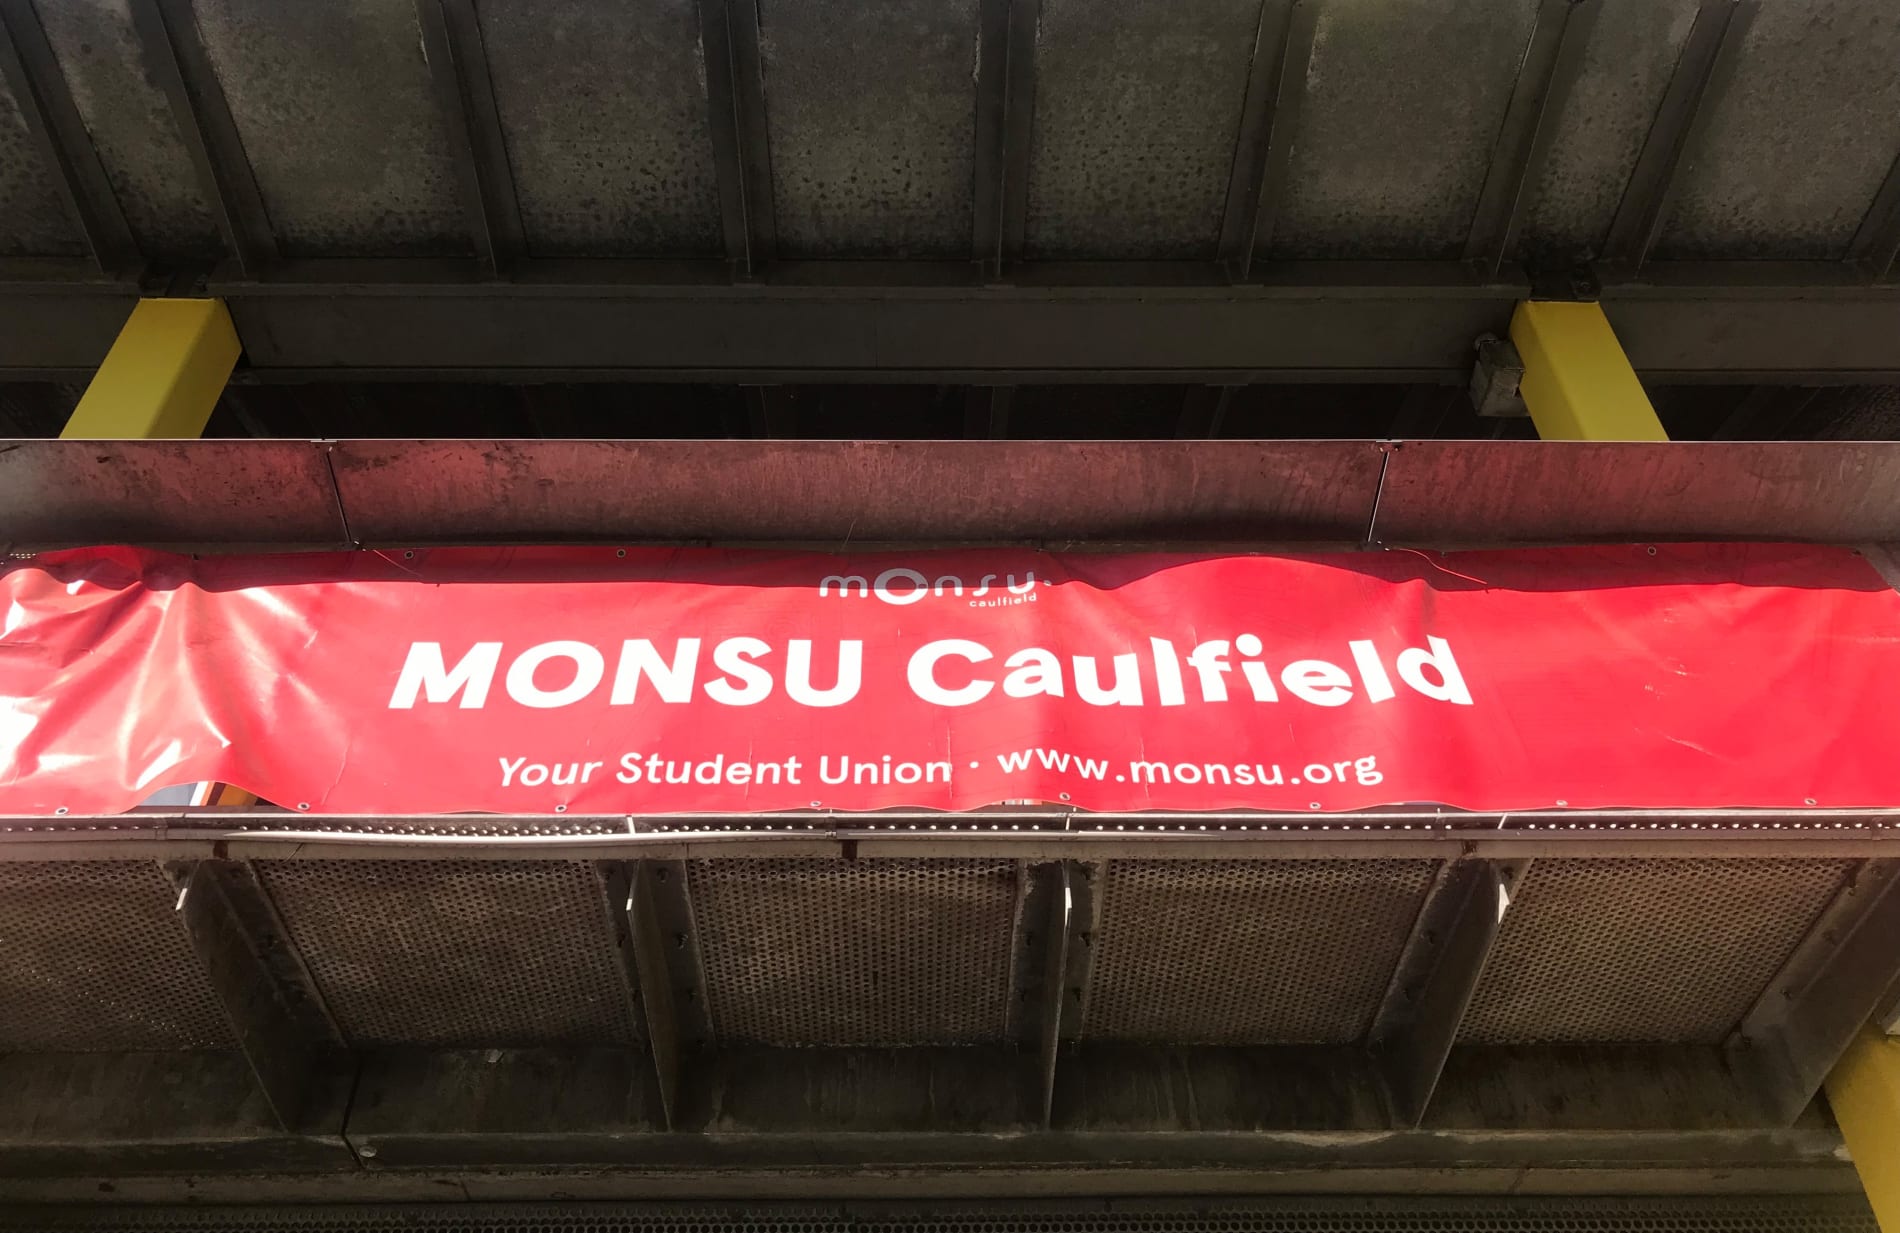 monsu.
caulfield
MONSU Caulfield
Your Student Union · www.monsu.org